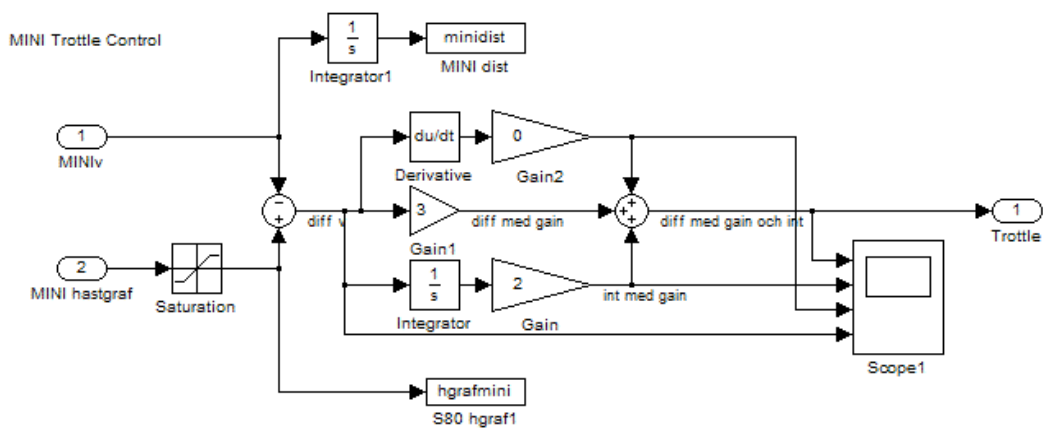 MINI Trottle Control
1
s
Integrator1
minidist
MINI dist
1
MINIv
du/dt
Derivative
0
Gain2
−
+
diff v
3
Gain1
diff med gain
+
+
+
diff med gain och int
1
Trottle
2
MINI hastgraf
Saturation
1
s
Integrator
2
Gain
int med gain
Scope1
hgrafmini
S80 hgraf1